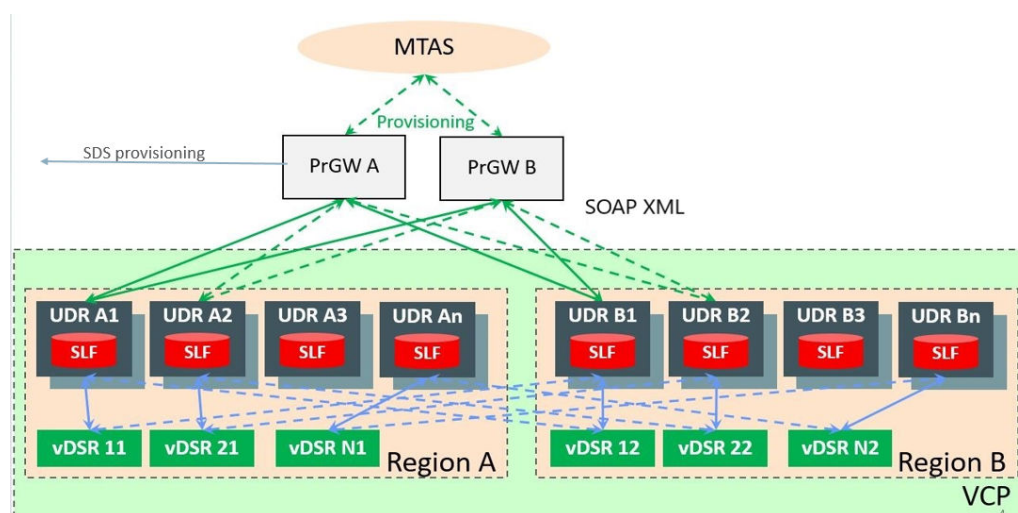 MTAS
Provisioning
SDS provisioning
PrGW A
PrGW B
SOAP XML
UDR A1
UDR A2
UDR A3
UDR An
UDR B1
UDR B2
UDR B3
UDR Bn
SLF
SLF
SLF
SLF
SLF
SLF
SLF
SLF
vDSR 11
vDSR 21
vDSR N1
vDSR 12
vDSR 22
vDSR N2
Region A
Region B
VCP